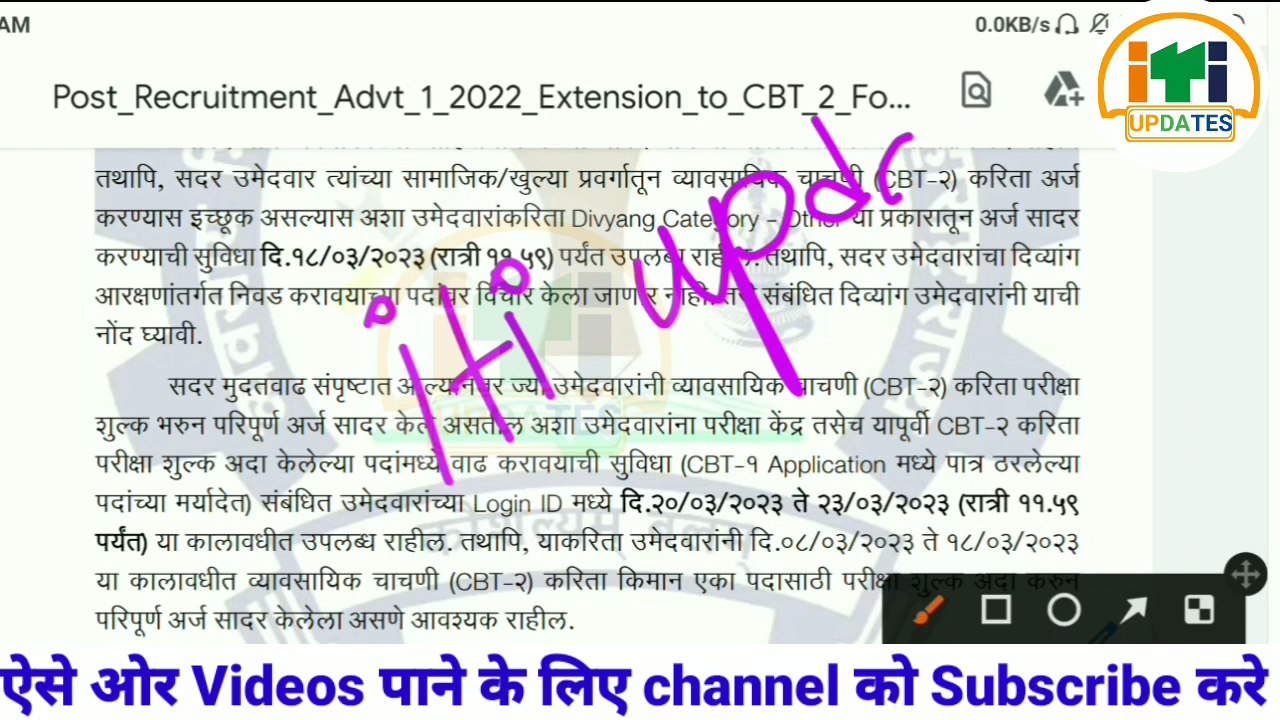 AM
0.0KB/s
iTi
UPDATES
Post_Recruitment_Advt_1_2022_Extension_to_CBT_2_Fo...
तथापि, सदर उमेदवार त्यांच्या सामाजिक/खुल्या प्रवर्गातून व्यावसायिक चाचणी (CBT-२) करिता अर्ज
करण्यास इच्छूक असल्यास अशा उमेदवारांकरिता Divyang Category - Other या प्रकारातून अर्ज सादर
करण्याची सुविधा दि.१८/०३/२०२३ (रात्री ११.५९) पर्यंत उपलब्ध राहील. तथापि, सदर उमेदवारांचा दिव्यांग
आरक्षणांतर्गत निवड करावयाच्या पदांवर विचार केला जाणार नाही. तरी संबंधित दिव्यांग उमेदवारांनी याची
नोंद घ्यावी.
iti upda
सदर मुदतवाढ संपृष्टात आल्यानंतर ज्या उमेदवारांनी व्यावसायिक चाचणी (CBT-२) करिता परीक्षा
शुल्क भरुन परिपूर्ण अर्ज सादर केले असतील अशा उमेदवारांना परीक्षा केंद्र तसेच यापूर्वी CBT-२ करिता
परीक्षा शुल्क अदा केलेल्या पदांमध्ये वाढ करावयाची सुविधा (CBT-१ Application मध्ये पात्र ठरलेल्या
पदांच्या मर्यादेत) संबंधित उमेदवारांच्या Login ID मध्ये दि.२०/०३/२०२३ ते २३/०३/२०२३ (रात्री ११.५९
पर्यंत) या कालावधीत उपलब्ध राहील. तथापि, याकरिता उमेदवारांनी दि.०८/०३/२०२३ ते १८/०३/२०२३
या कालावधीत व्यावसायिक चाचणी (CBT-२) करिता किमान एका पदासाठी परीक्षा शुल्क अदा करुन
परिपूर्ण अर्ज सादर केलेला असणे आवश्यक राहील.
ऐसे ओर Videos पाने के लिए channel को Subscribe करे